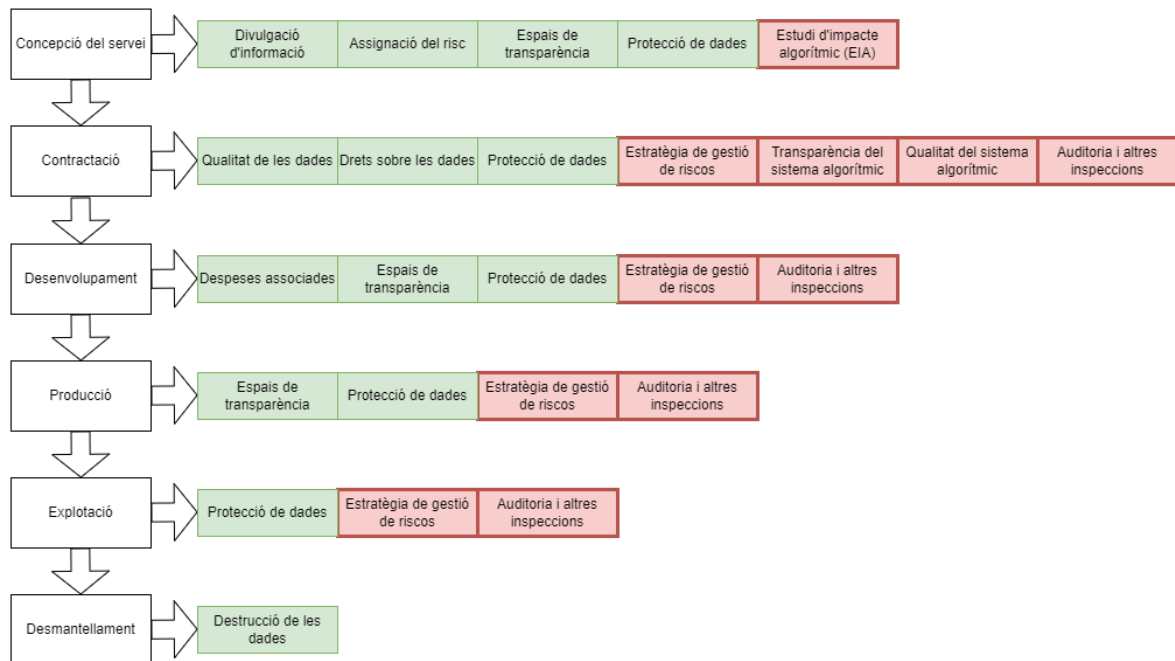 Concepció del servei
Divulgació
d'informació
Assignació del risc
Espais de
transparència
Protecció de dades
Estudi d'impacte
algorítmic (EIA)
Contractació
Qualitat de les dades
Drets sobre les dades
Protecció de dades
Estratègia de gestió
de riscos
Transparència del
sistema algorítmic
Qualitat del sistema
algorítmic
Auditoria i altres
inspeccions
Desenvolupament
Despeses associades
Espais de
transparència
Protecció de dades
Estratègia de gestió
de riscos
Auditoria i altres
inspeccions
Producció
Espais de
transparència
Protecció de dades
Estratègia de gestió
de riscos
Auditoria i altres
inspeccions
Explotació
Protecció de dades
Estratègia de gestió
de riscos
Auditoria i altres
inspeccions
Desmantellament
Destrucció de les
dades